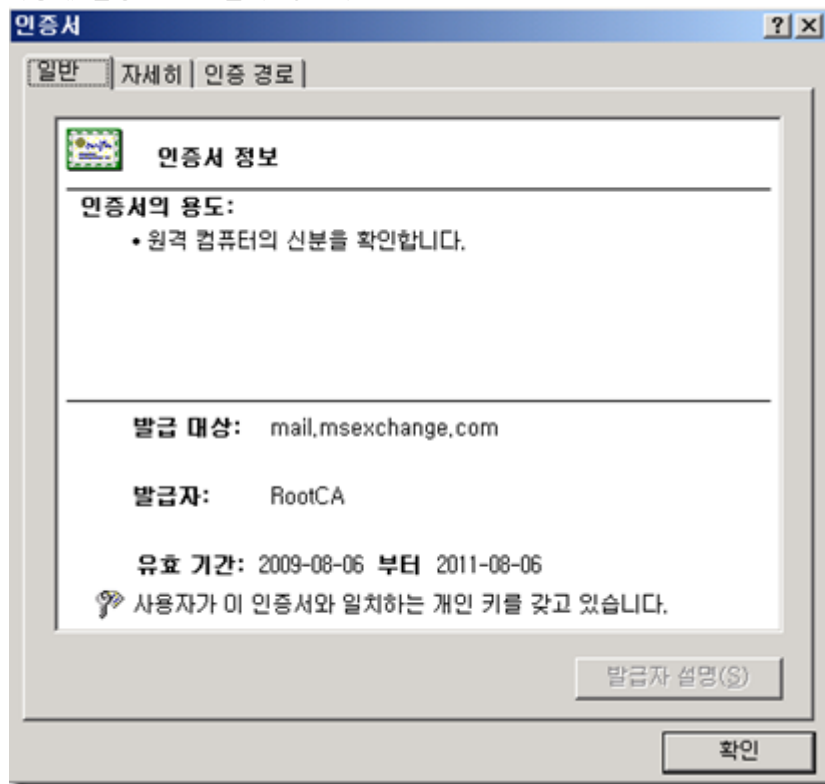 인증서
일반 자세히 인증 경로
인증서 정보
인증서의 용도:
• 원격 컴퓨터의 신분을 확인합니다.
발급 대상: mail.msexchange.com
발급자: RootCA
유효 기간: 2009-08-06 부터 2011-08-06
사용자가 이 인증서와 일치하는 개인 키를 갖고 있습니다.
발급자 설명(S)
확인